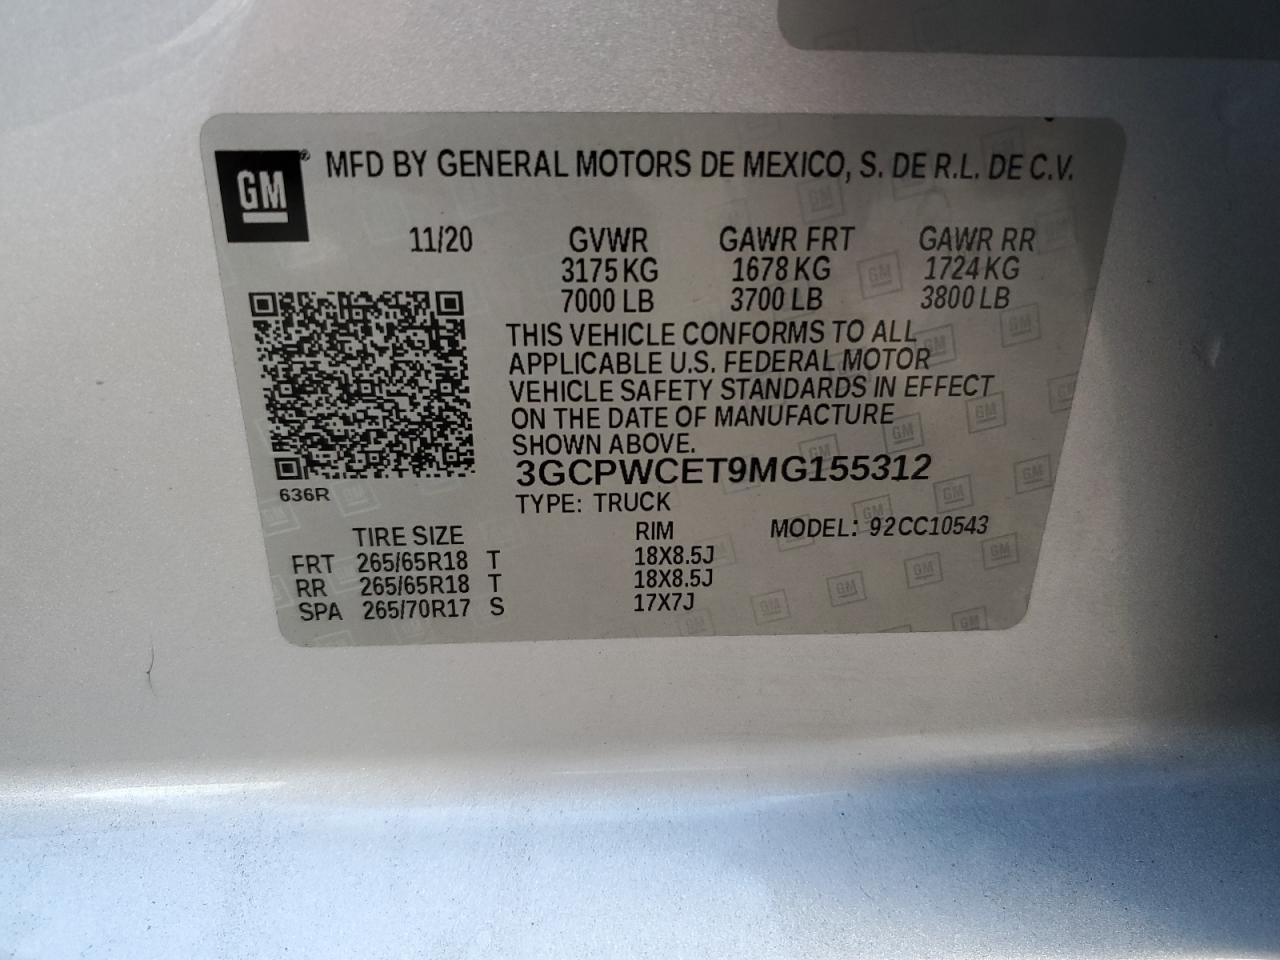 GM ® MFD BY GENERAL MOTORS DE MEXICO, S. DE R.L. DE C.V.
11/20 GVWR GAWR FRT GAWR RR
3175 KG 1678 KG 1724 KG
7000 LB 3700 LB 3800 LB
THIS VEHICLE CONFORMS TO ALL
APPLICABLE U.S. FEDERAL MOTOR
VEHICLE SAFETY STANDARDS IN EFFECT
ON THE DATE OF MANUFACTURE
SHOWN ABOVE.
3GCPWCET9MG155312
636R
TYPE: TRUCK
TIRE SIZE RIM MODEL: 92CC10543
FRT 265/65R18 T 18X8.5J
RR 265/65R18 T 18X8.5J
SPA 265/70R17 S 17X7J